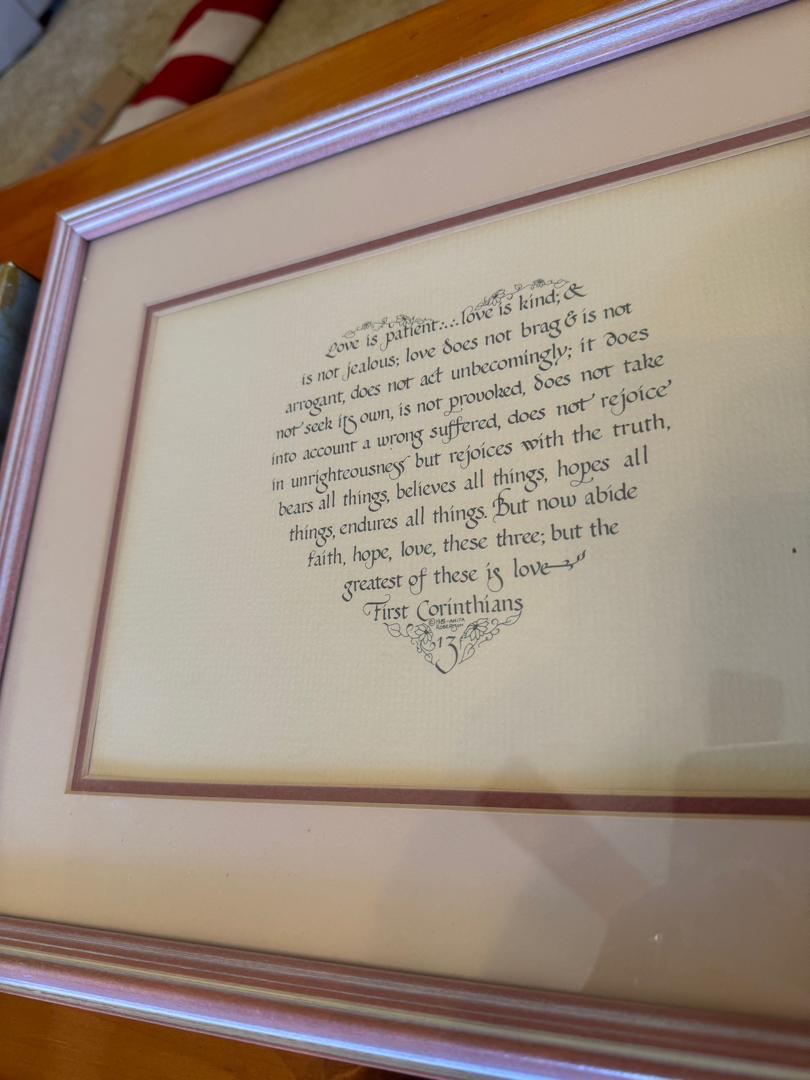 Love is patient∴∴love is kind; &
is not jealous; love does not brag & is not
arrogant, does not act unbecomingly; it does
not seek its own, is not provoked, does not take
into account a wrong suffered, does not rejoice
in unrighteousness but rejoices with the truth,
bears all things, believes all things, hopes all
things, endures all things. But now abide
faith, hope, love, these three; but the
greatest of these is love
First Corinthians
13